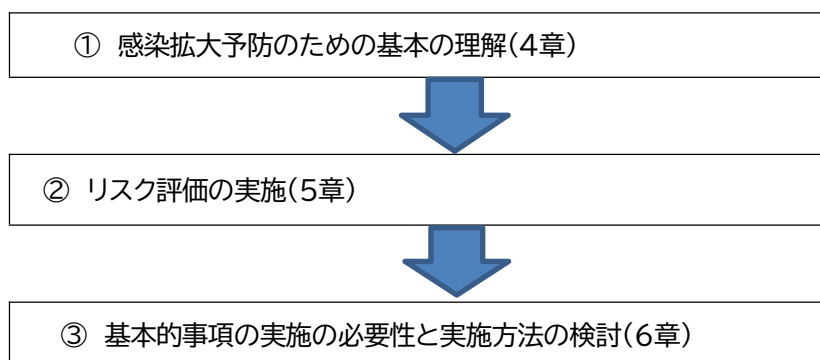 ① 感染拡大予防のための基本の理解(4章)
② リスク評価の実施(5章)
③ 基本的事項の実施の必要性と実施方法の検討(6章)